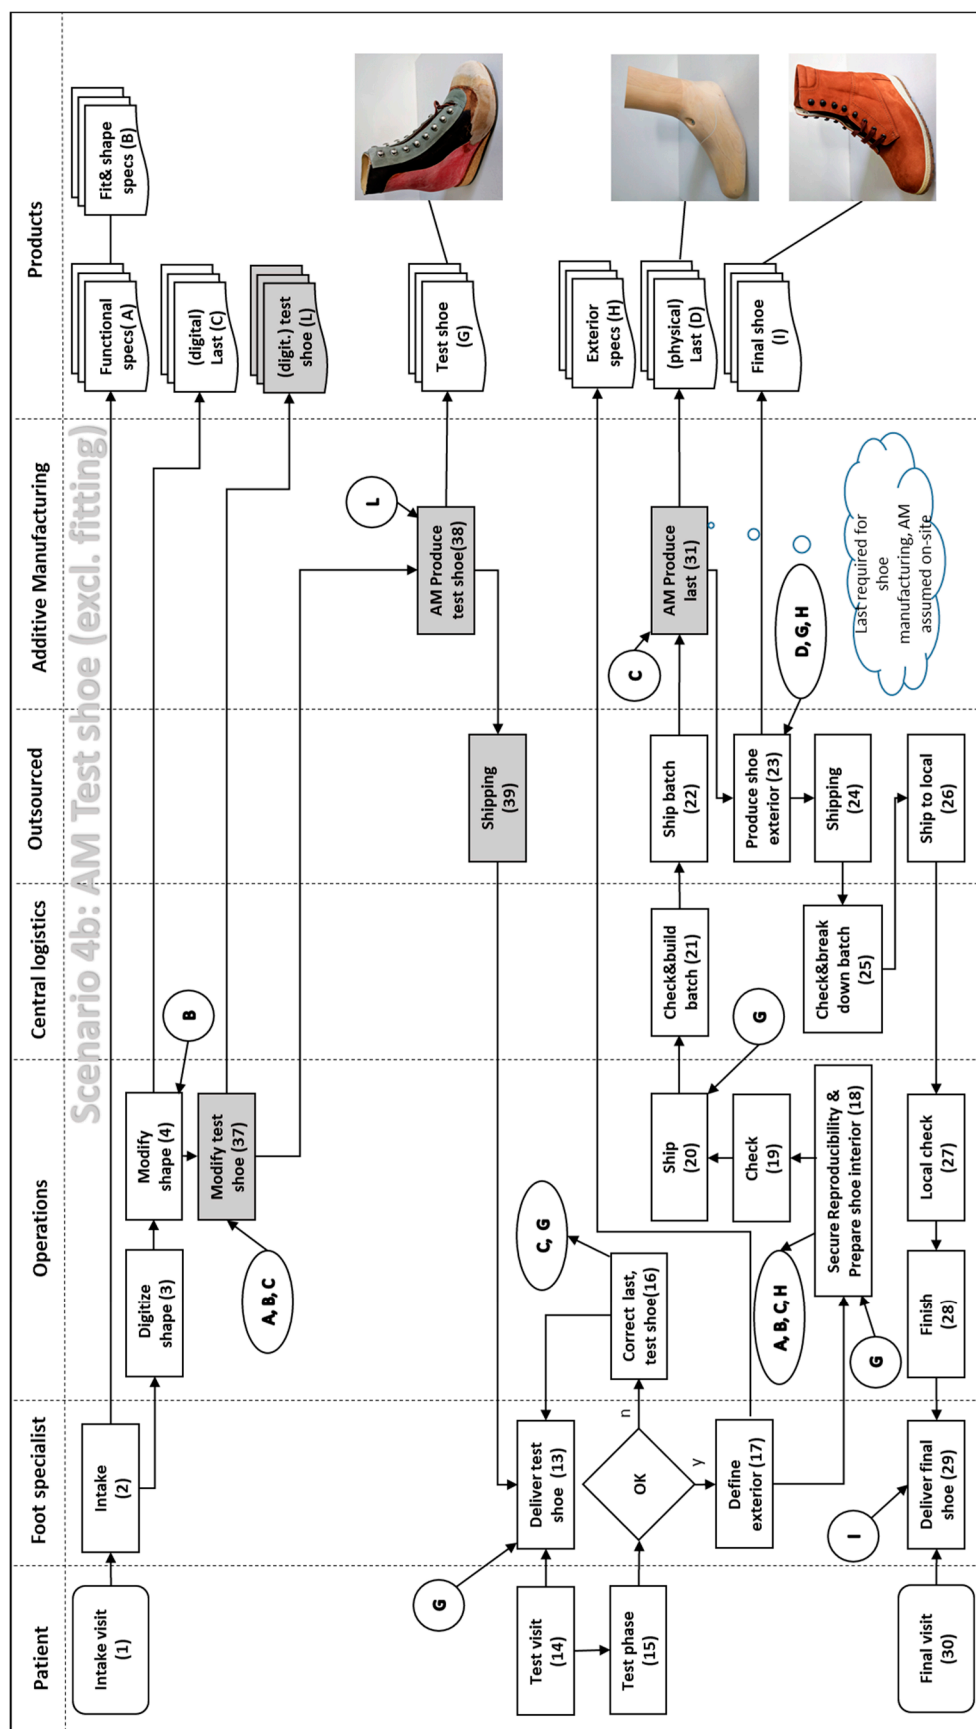 Scenario 4b: AM Test shoe (excl. fitting)
Patient
Foot specialist
Operations
Central logistics
Outsourced
Additive Manufacturing
Products
Intake visit
(1)
Intake
(2)
Digitize
shape (3)
Modify
shape (4)
B
Modify test
shoe (37)
A, B, C
Functional
specs( A)
Fit& shape
specs (B)
(digital)
Last (C)
(digit.) test
shoe (L)
L
AM Produce
test shoe(38)
Test shoe
(G)
Shipping
(39)
G
Test visit
(14)
Deliver test
shoe (13)
Test phase
(15)
OK
n
y
Correct last,
test shoe(16)
C, G
Define
exterior (17)
Secure Reproducibility &
Prepare shoe interior (18)
A, B, C, H
G
Check
(19)
Ship
(20)
G
Check&build
batch (21)
Ship batch
(22)
C
AM Produce
last (31)
Produce shoe
exterior (23)
D, G, H
Last required for
shoe
manufacturing, AM
assumed on-site
Exterior
specs (H)
(physical)
Last (D)
Final shoe
(I)
Shipping
(24)
Check&break
down batch
(25)
Ship to local
(26)
Local check
(27)
Finish
(28)
I
Deliver final
shoe (29)
Final visit
(30)